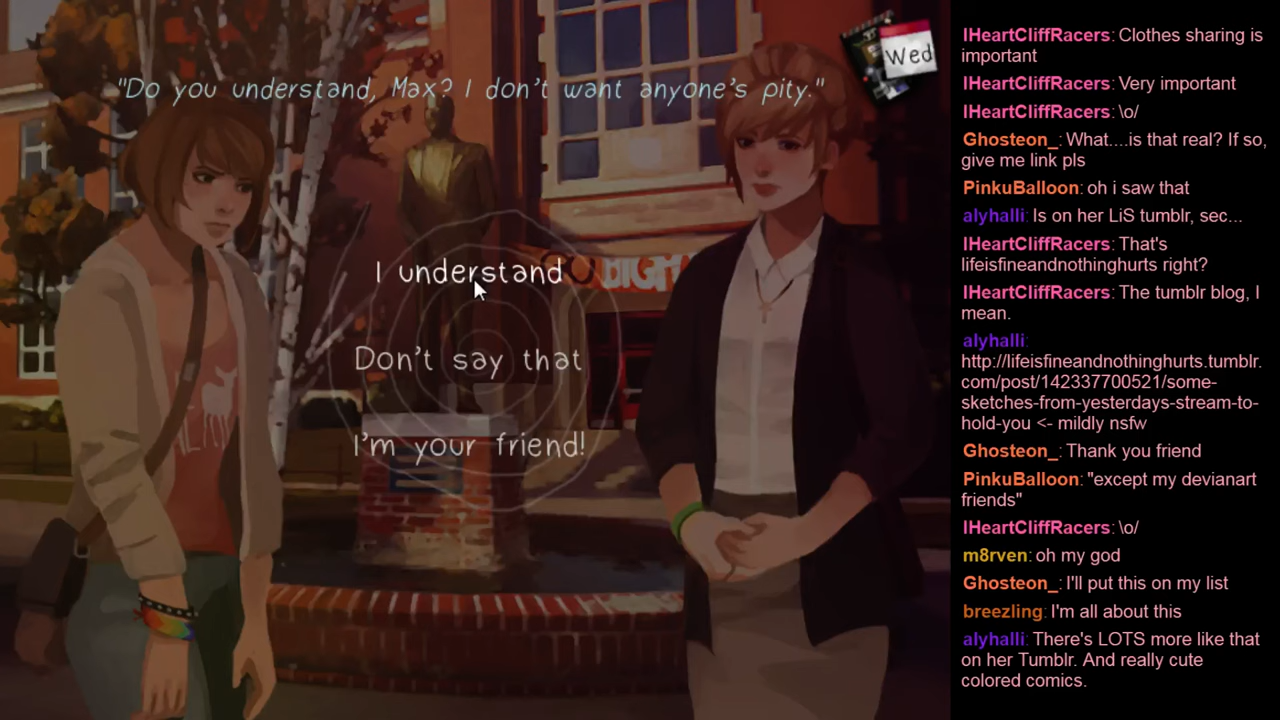 "Do you understand, Max? I don't want anyone's pity."
Wed
I understand
Don't say that
I'm your friend!
BIGF
IHeartCliffRacers: Clothes sharing is
important
IHeartCliffRacers: Very important
IHeartCliffRacers: \o/
Ghosteon_: What....is that real? If so,
give me link pls
PinkuBalloon: oh i saw that
alyhalli: Is on her LiS tumblr, sec...
IHeartCliffRacers: That's
lifeisfineandnothinghurts right?
IHeartCliffRacers: The tumblr blog, I
mean.
alyhalli:
http://lifeisfineandnothinghurts.tumblr.
com/post/142337700521/some-
sketches-from-yesterdays-stream-to-
hold-you <- mildly nsfw
Ghosteon_: Thank you friend
PinkuBalloon: "except my devianart
friends"
IHeartCliffRacers: \o/
m8rven: oh my god
Ghosteon_: I'll put this on my list
breezling: I'm all about this
alyhalli: There's LOTS more like that
on her Tumblr. And really cute
colored comics.